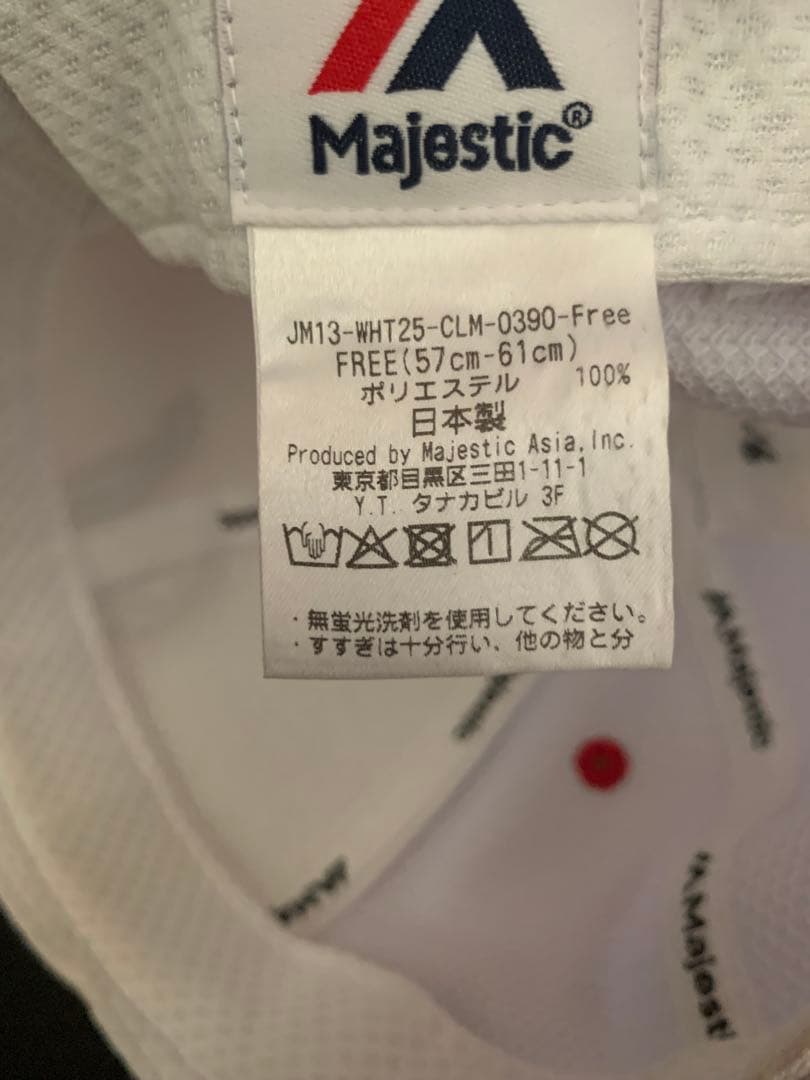 Majestic®
JM13-WHT25-CLM-0390-Free
FREE(57cm-61cm)
ポリエステル 100%
日本製
Produced by Majestic Asia,Inc.
東京都目黒区三田1-11-1
Y.T. タナカビル 3F
・無蛍光洗剤を使用してください。
・すすぎは十分行い、他の物と分
Majestic
Majest